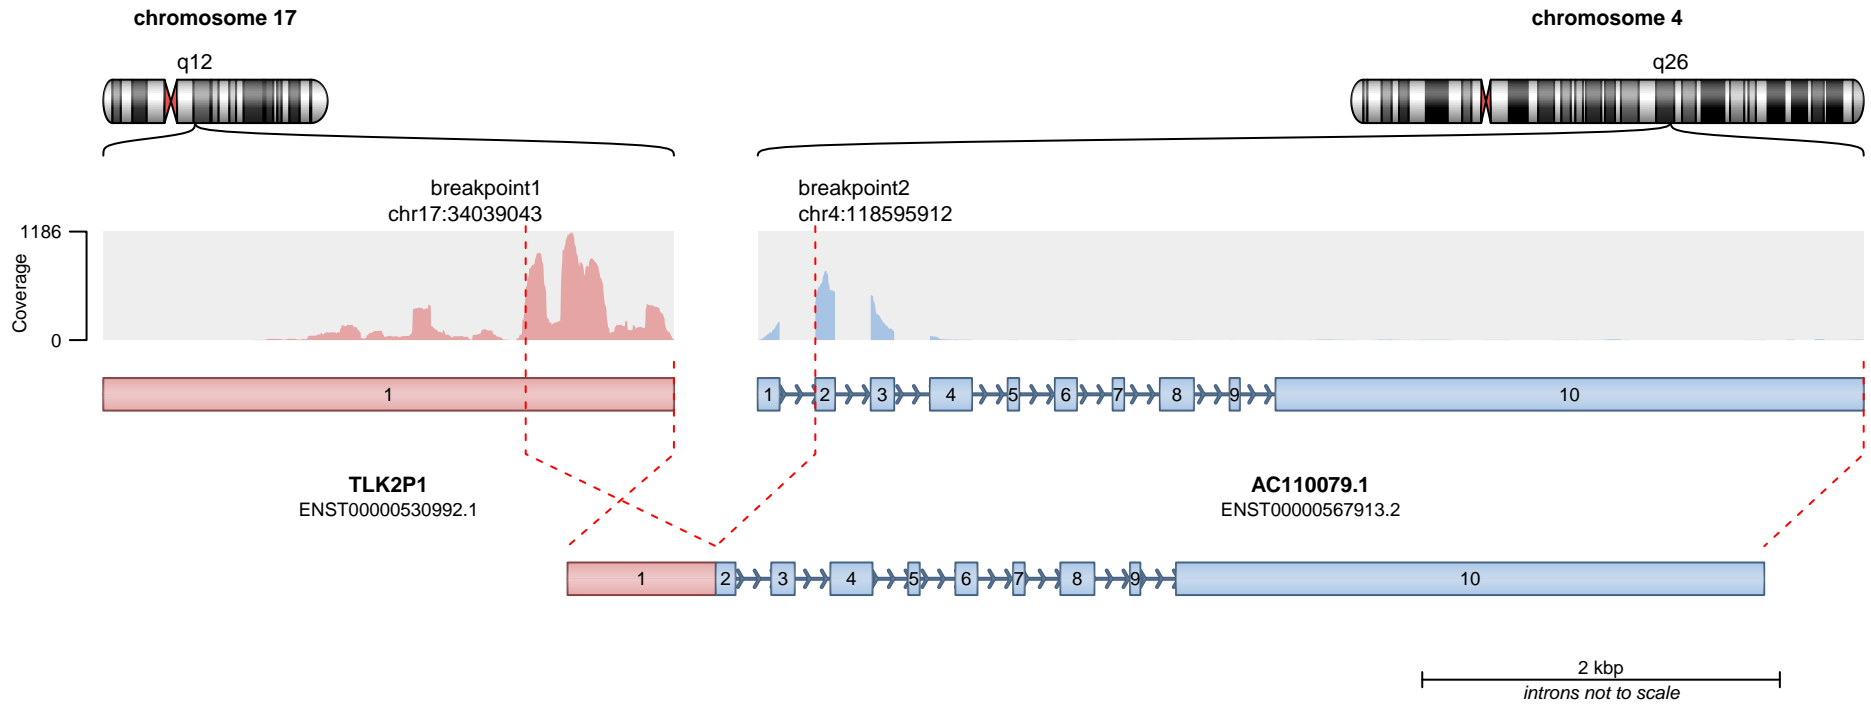 chromosome 17
chromosome 4
q12
q26
breakpoint1
chr17:34039043
breakpoint2
chr4:118595912
1186
Coverage
0
1
1 2 3 4 5 6 7 8 9 10
TLK2P1
ENST00000530992.1
AC110079.1
ENST00000567913.2
1 2 3 4 5 6 7 8 9 10
2 kbp
introns not to scale